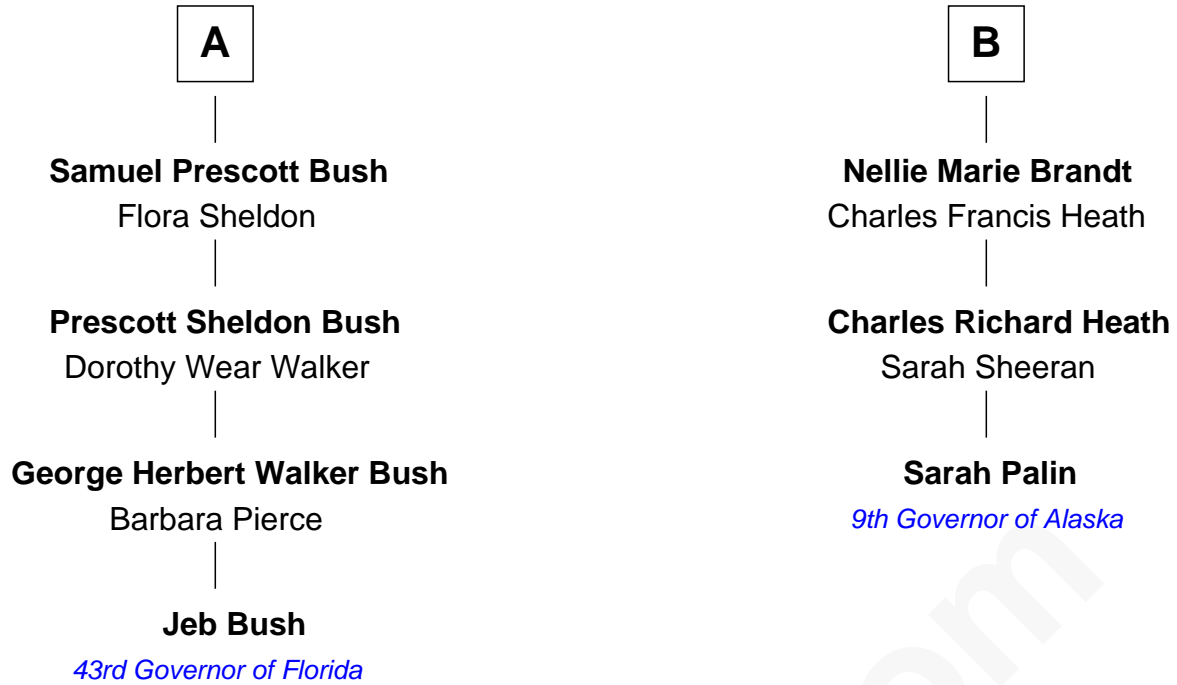 A
Samuel Prescott Bush
Flora Sheldon
Prescott Sheldon Bush
Dorothy Wear Walker
George Herbert Walker Bush
Barbara Pierce
Jeb Bush
43rd Governor of Florida
B
Nellie Marie Brandt
Charles Francis Heath
Charles Richard Heath
Sarah Sheeran
Sarah Palin
9th Governor of Alaska